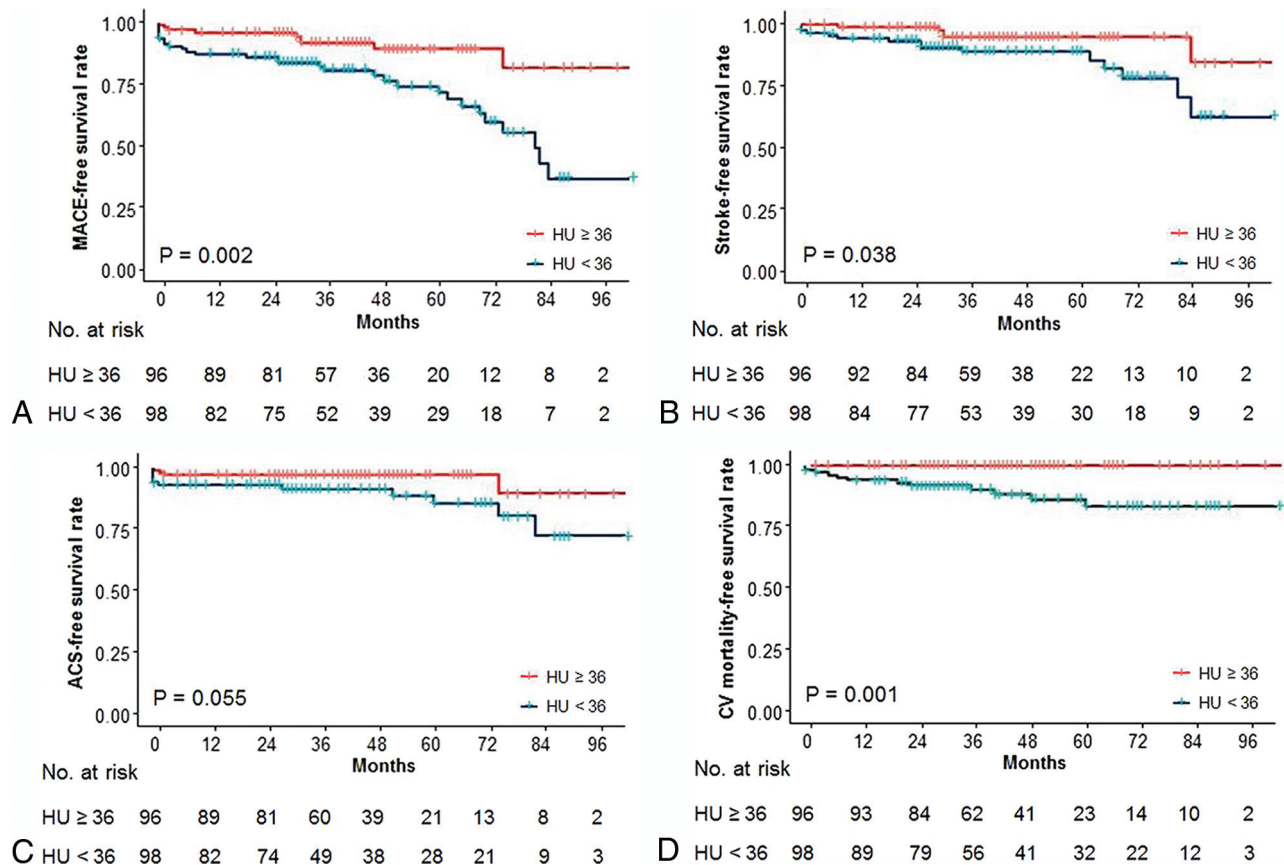 MACE-free survival rate
1.00
0.75
0.50
0.25
0.00
P = 0.002
HU ≥ 36
HU < 36
0 12 24 36 48 60 72 84 96
Months
No. at risk
HU ≥ 36 96 89 81 57 36 20 12 8 2
HU < 36 98 82 75 52 39 29 18 7 2
A
Stroke-free survival rate
1.00
0.75
0.50
0.25
0.00
P = 0.038
HU ≥ 36
HU < 36
0 12 24 36 48 60 72 84 96
Months
No. at risk
HU ≥ 36 96 92 84 59 38 22 13 10 2
HU < 36 98 84 77 53 39 30 18 9 2
B
ACS-free survival rate
1.00
0.75
0.50
0.25
0.00
P = 0.055
HU ≥ 36
HU < 36
0 12 24 36 48 60 72 84 96
Months
No. at risk
HU ≥ 36 96 89 81 60 39 21 13 8 2
HU < 36 98 82 74 49 38 28 21 9 3
C
CV mortality-free survival rate
1.00
0.75
0.50
0.25
0.00
P = 0.001
HU ≥ 36
HU < 36
0 12 24 36 48 60 72 84 96
Months
No. at risk
HU ≥ 36 96 93 84 62 41 23 14 10 2
HU < 36 98 89 79 56 41 32 22 12 3
D